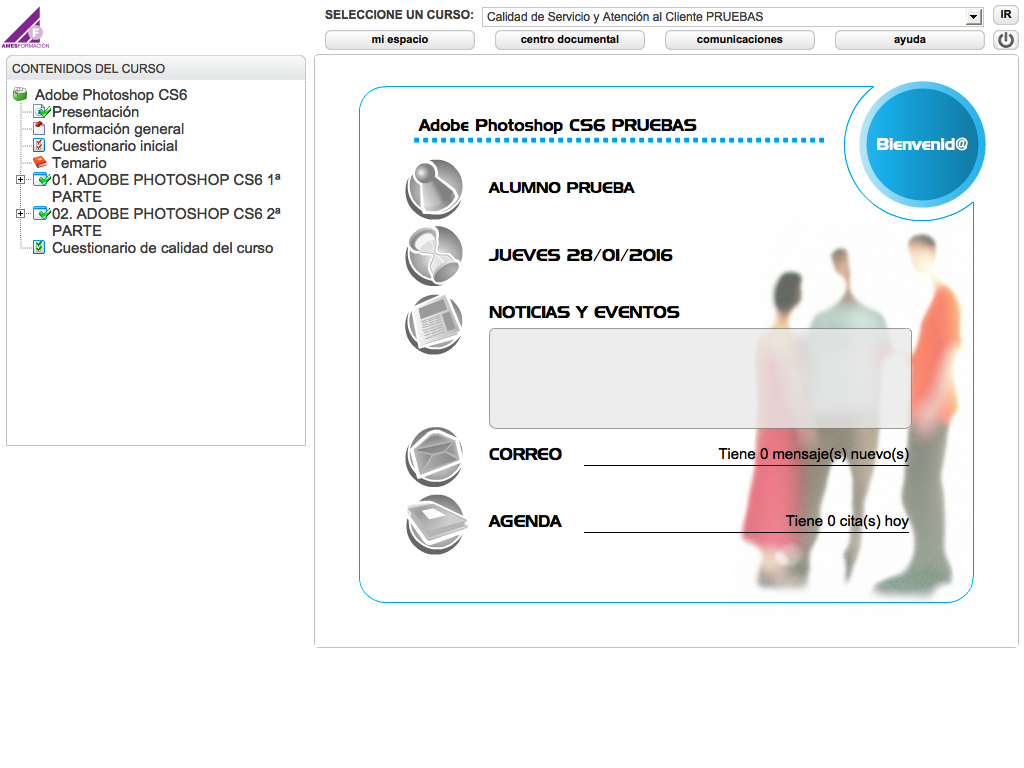 SELECCIONE UN CURSO:
Calidad de Servicio y Atención al Cliente PRUEBAS
IR
F
AMESFORMACIÓN
mi espacio
centro documental
comunicaciones
ayuda
CONTENIDOS DEL CURSO
Adobe Photoshop CS6
Presentación
Información general
Cuestionario inicial
Temario
01. ADOBE PHOTOSHOP CS6 1ª
PARTE
02. ADOBE PHOTOSHOP CS6 2ª
PARTE
Cuestionario de calidad del curso
Adobe Photoshop CS6 PRUEBAS
Bienvenid@
ALUMNO PRUEBA
JUEVES 28/01/2016
NOTICIAS Y EVENTOS
CORREO
Tiene 0 mensaje(s) nuevo(s)
AGENDA
Tiene 0 cita(s) hoy